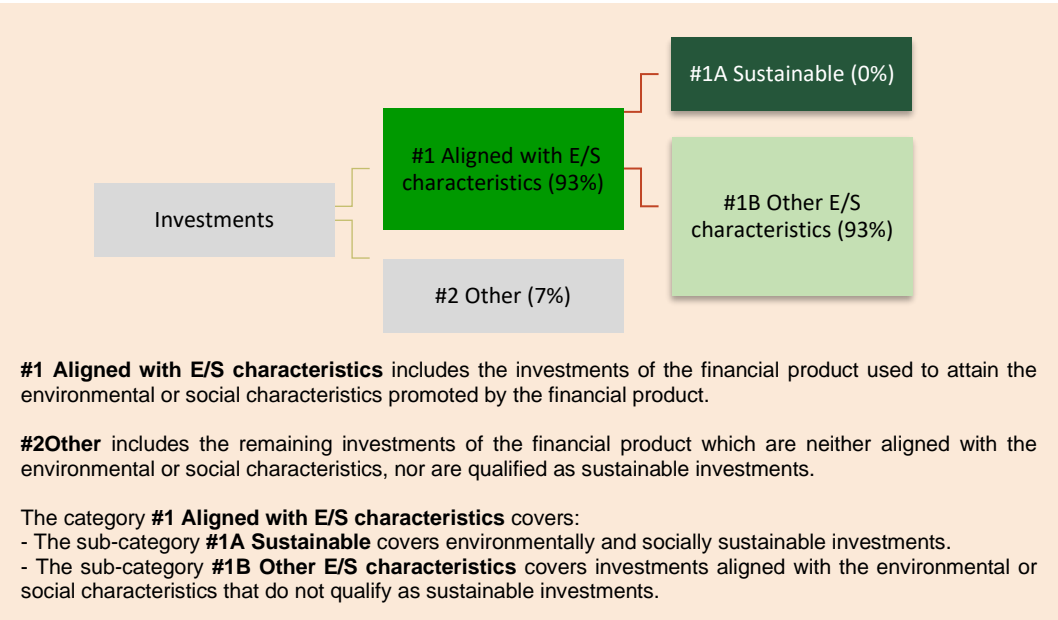 #1A Sustainable (0%)
#1 Aligned with E/S
characteristics (93%)
#1B Other E/S
characteristics (93%)
Investments
#2 Other (7%)
#1 Aligned with E/S characteristics includes the investments of the financial product used to attain the
environmental or social characteristics promoted by the financial product.
#2Other includes the remaining investments of the financial product which are neither aligned with the
environmental or social characteristics, nor are qualified as sustainable investments.
The category #1 Aligned with E/S characteristics covers:
- The sub-category #1A Sustainable covers environmentally and socially sustainable investments.
- The sub-category #1B Other E/S characteristics covers investments aligned with the environmental or
social characteristics that do not qualify as sustainable investments.